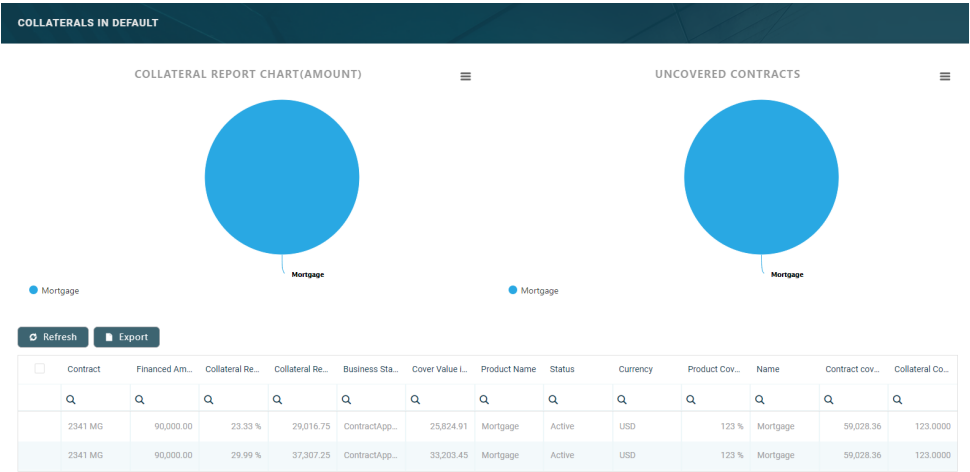 COLLATERALS IN DEFAULT
COLLATERAL REPORT CHART(AMOUNT)
UNCOVERED CONTRACTS
Mortgage
Mortgage
Mortgage
Mortgage
Refresh Export
Contract Financed Am... Collateral Re... Collateral Re... Business Sta... Cover Value i... Product Name Status Currency Product Cov... Name Contract cov... Collateral Co...
2341 MG 90,000.00 23.33 % 29,016.75 ContractApp... 25,824.91 Mortgage Active USD 123 % Mortgage 59,028.36 123.0000
2341 MG 90,000.00 29.99 % 37,307.25 ContractApp... 33,203.45 Mortgage Active USD 123 % Mortgage 59,028.36 123.0000